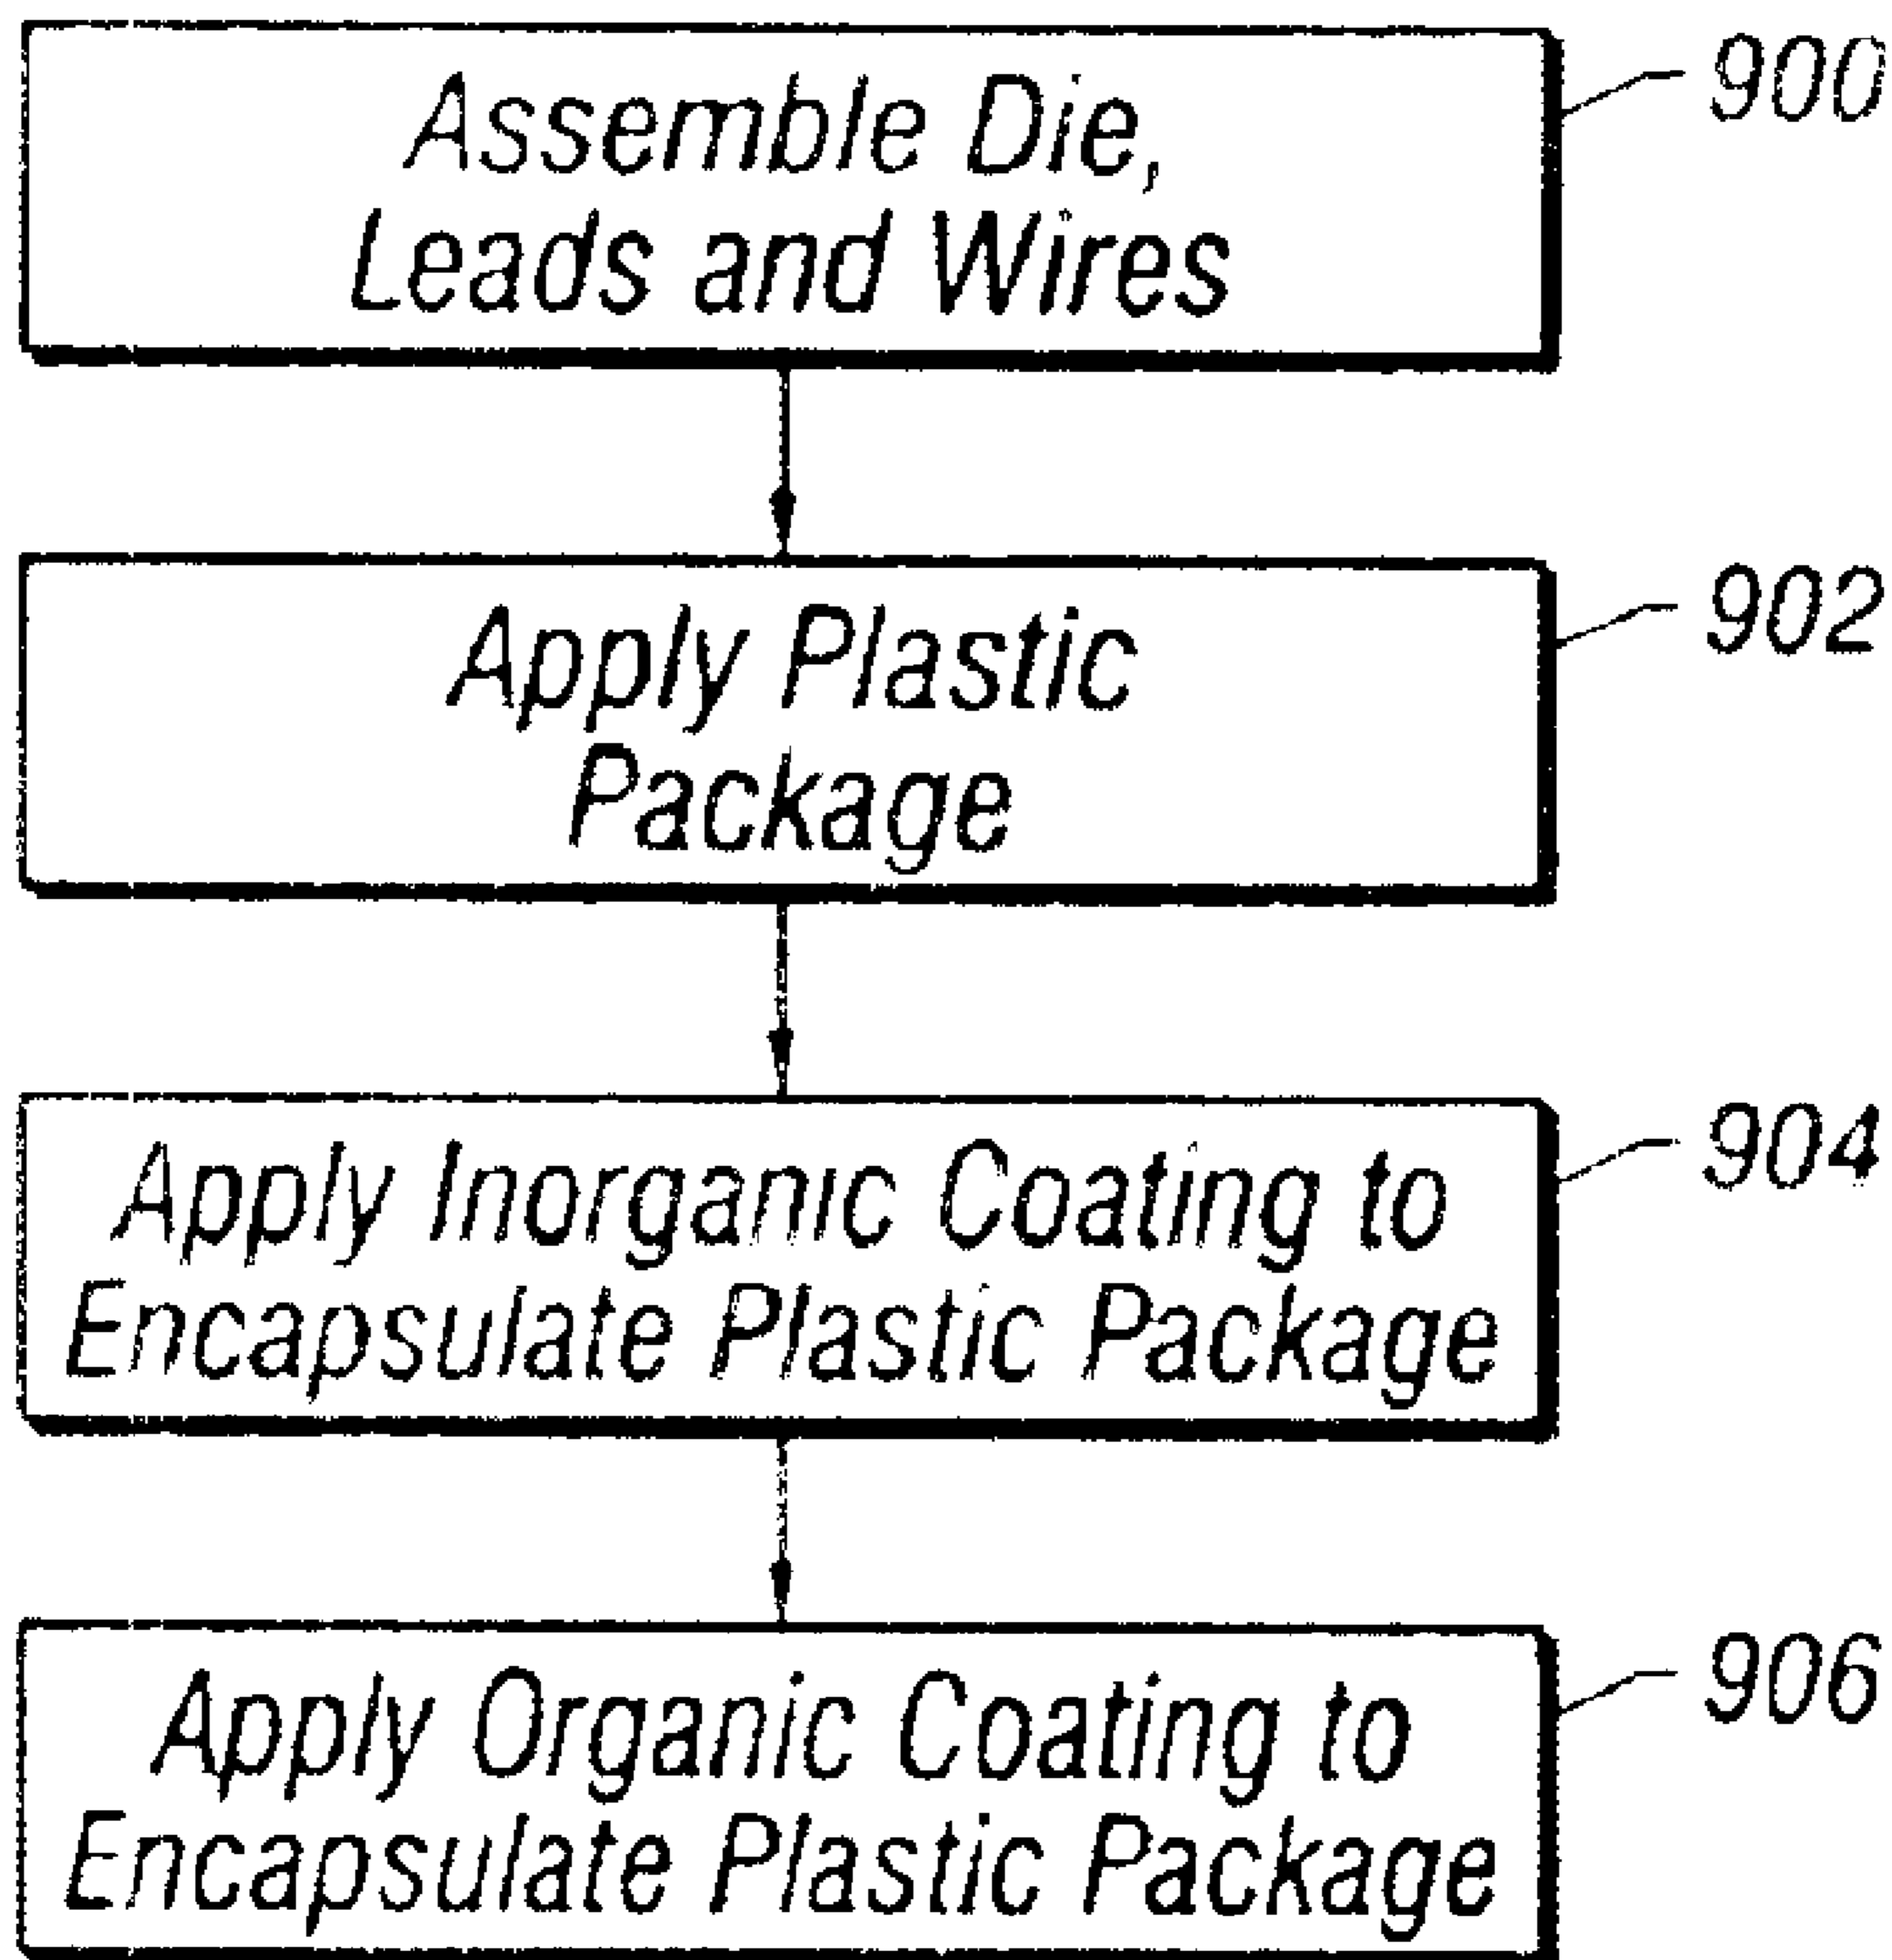 Assemble Die,
Leads and Wires
900
Apply Plastic
Package
902
Apply Inorganic Coating to
Encapsulate Plastic Package
904
Apply Organic Coating to
Encapsulate Plastic Package
906